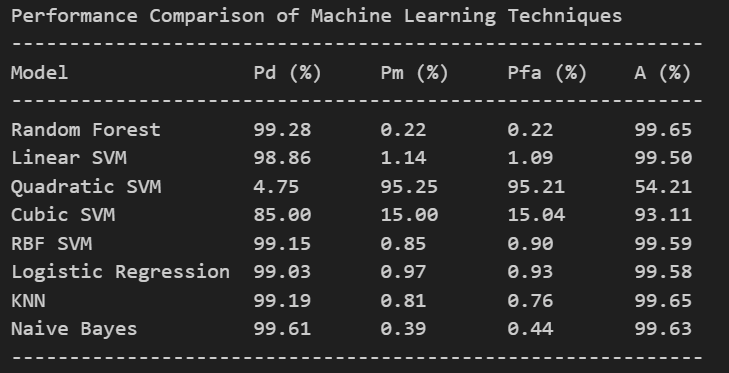 Performance Comparison of Machine Learning Techniques
------------------------------------------------------------
Model Pd (%) Pm (%) Pfa (%) A (%)
------------------------------------------------------------
Random Forest 99.28 0.22 0.22 99.65
Linear SVM 98.86 1.14 1.09 99.50
Quadratic SVM 4.75 95.25 95.21 54.21
Cubic SVM 85.00 15.00 15.04 93.11
RBF SVM 99.15 0.85 0.90 99.59
Logistic Regression 99.03 0.97 0.93 99.58
KNN 99.19 0.81 0.76 99.65
Naive Bayes 99.61 0.39 0.44 99.63
------------------------------------------------------------